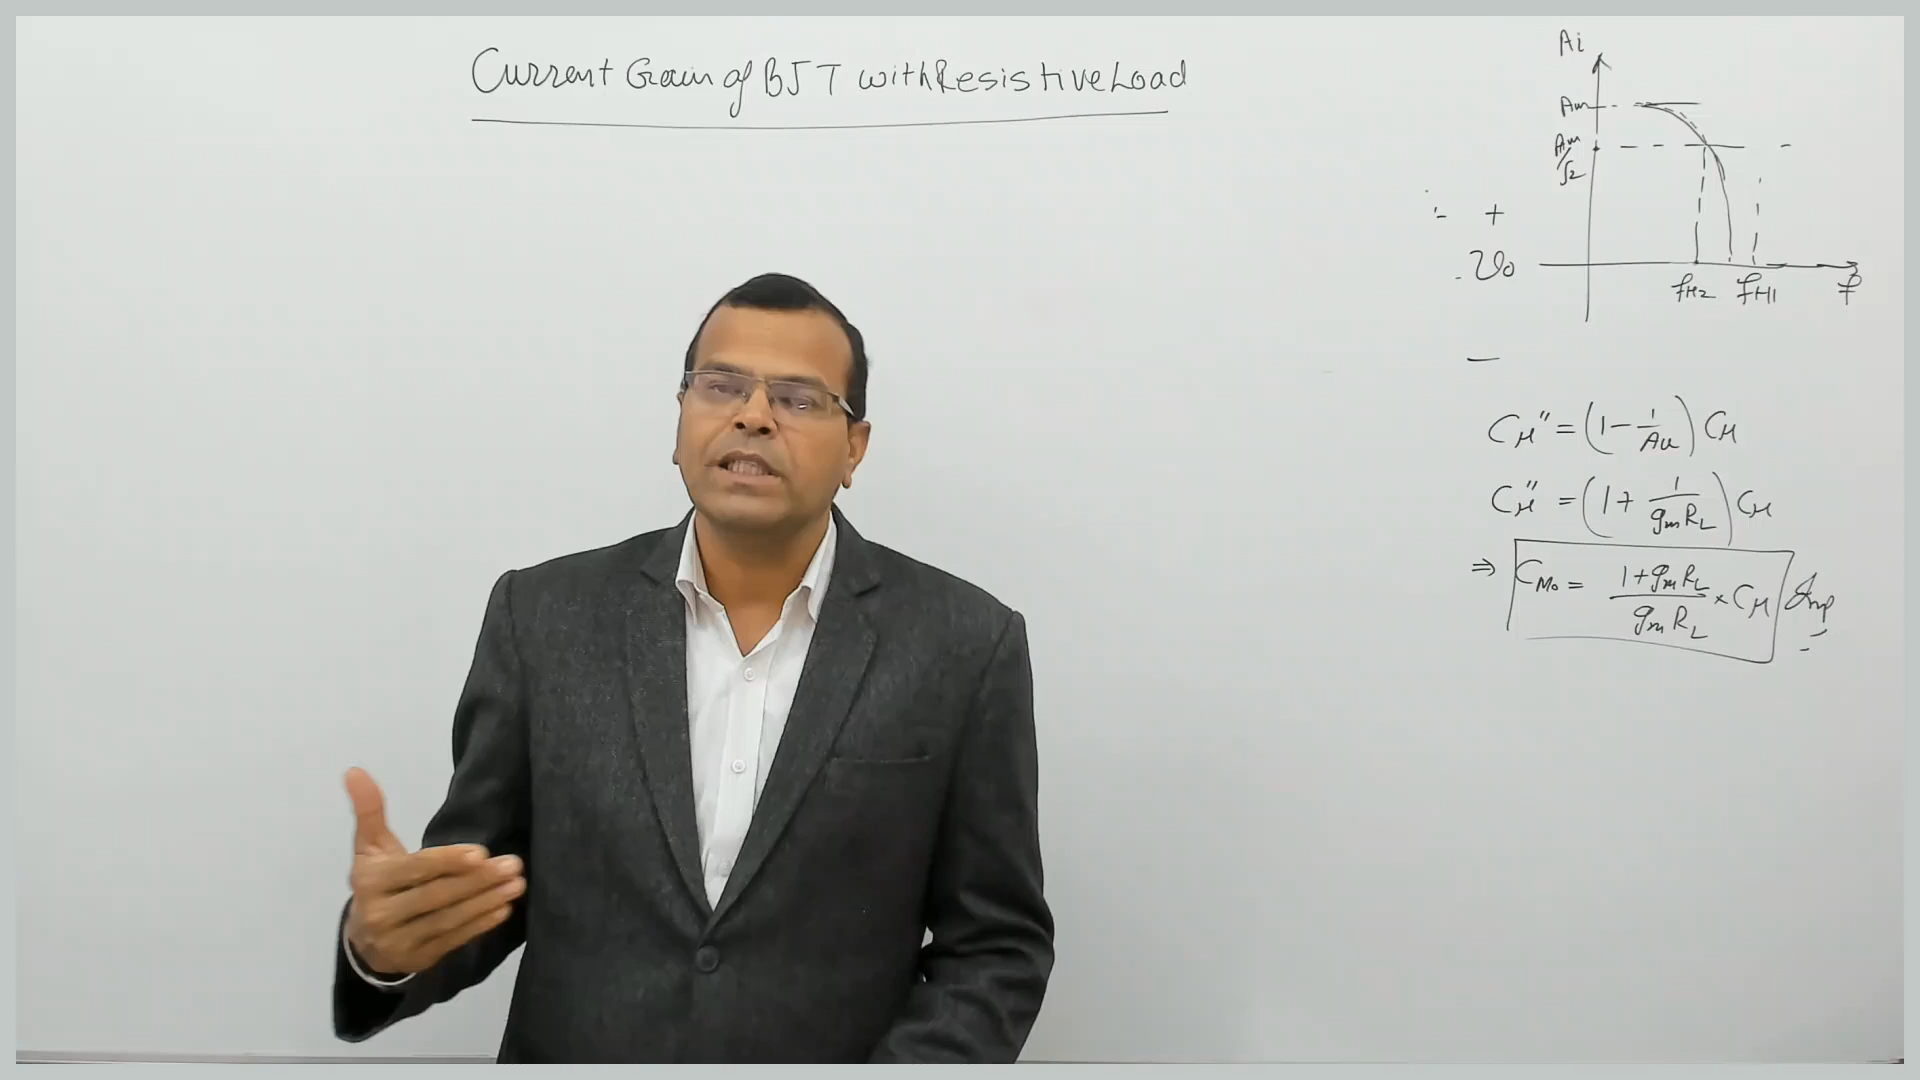 Current Gain of BJT with Resistive Load
Ai
Am
Am/√2
fH2 fH1 f
+
Vo
−
Cμ'' = (1 − 1/Av) Cμ
Cμ'' = (1 + 1/gmRL) Cμ
⇒ CMo = (1 + gmRL)/(gmRL) × Cμ Imp